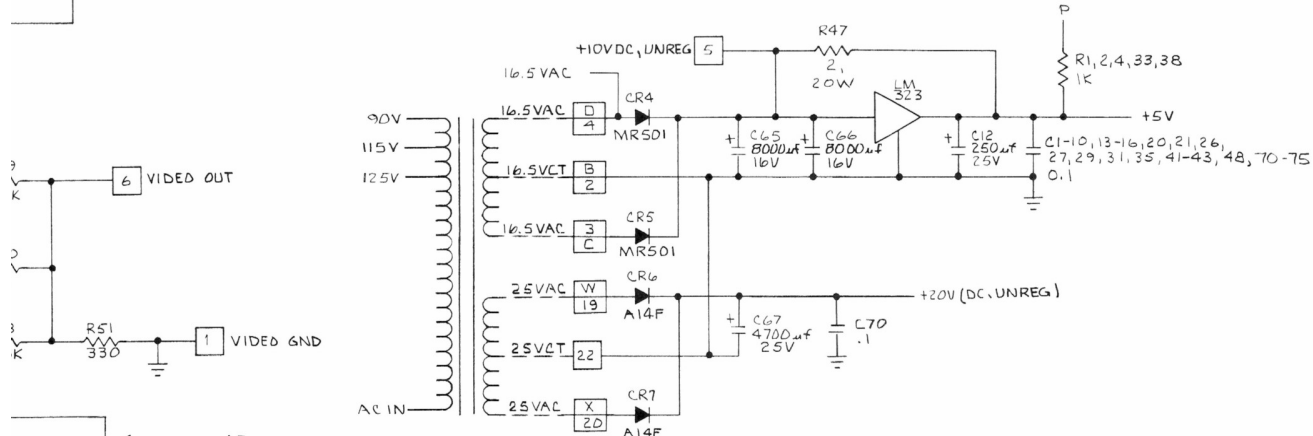 P
R47
+10VDC, UNREG 5
R1,2,4,33,38
1K
2,
20W
16.5VAC
LM
323
16.5VAC D
4
CR4
MR501
+5V
90V
115V
125V
+ C65
8000uf
16V
+ C66
8000uf
16V
+ C12
250uf
25V
C1-10,13-16,20,21,26,
27,29,31,35,41-43,48,70-75
0.1
6 VIDEO OUT
16.5VCT B
2
16.5VAC 3
C
CR5
MR501
25VAC W
19
CR6
A14F
+20V (DC, UNREG)
+ C67
4700uf
25V
C70
.1
R51
330
1 VIDEO GND
25VCT 22
AC IN
25VAC X
20
CR7
A14F